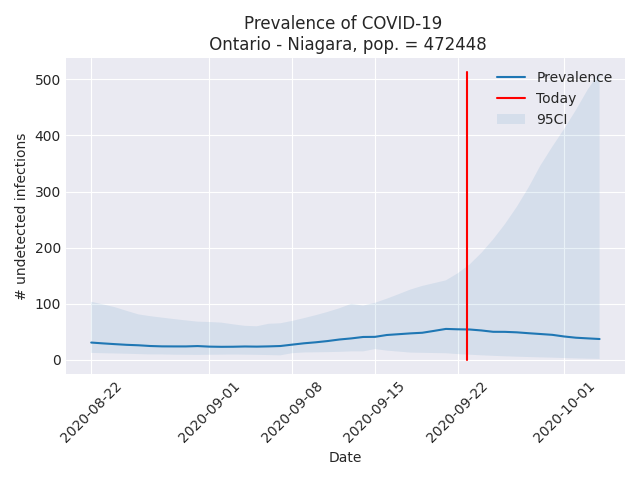 Prevalence of COVID-19
Ontario - Niagara, pop. = 472448
Prevalence
Today
95CI
500
400
300
200
100
0
# undetected infections
2020-08-22
2020-09-01
2020-09-08
2020-09-15
2020-09-22
2020-10-01
Date